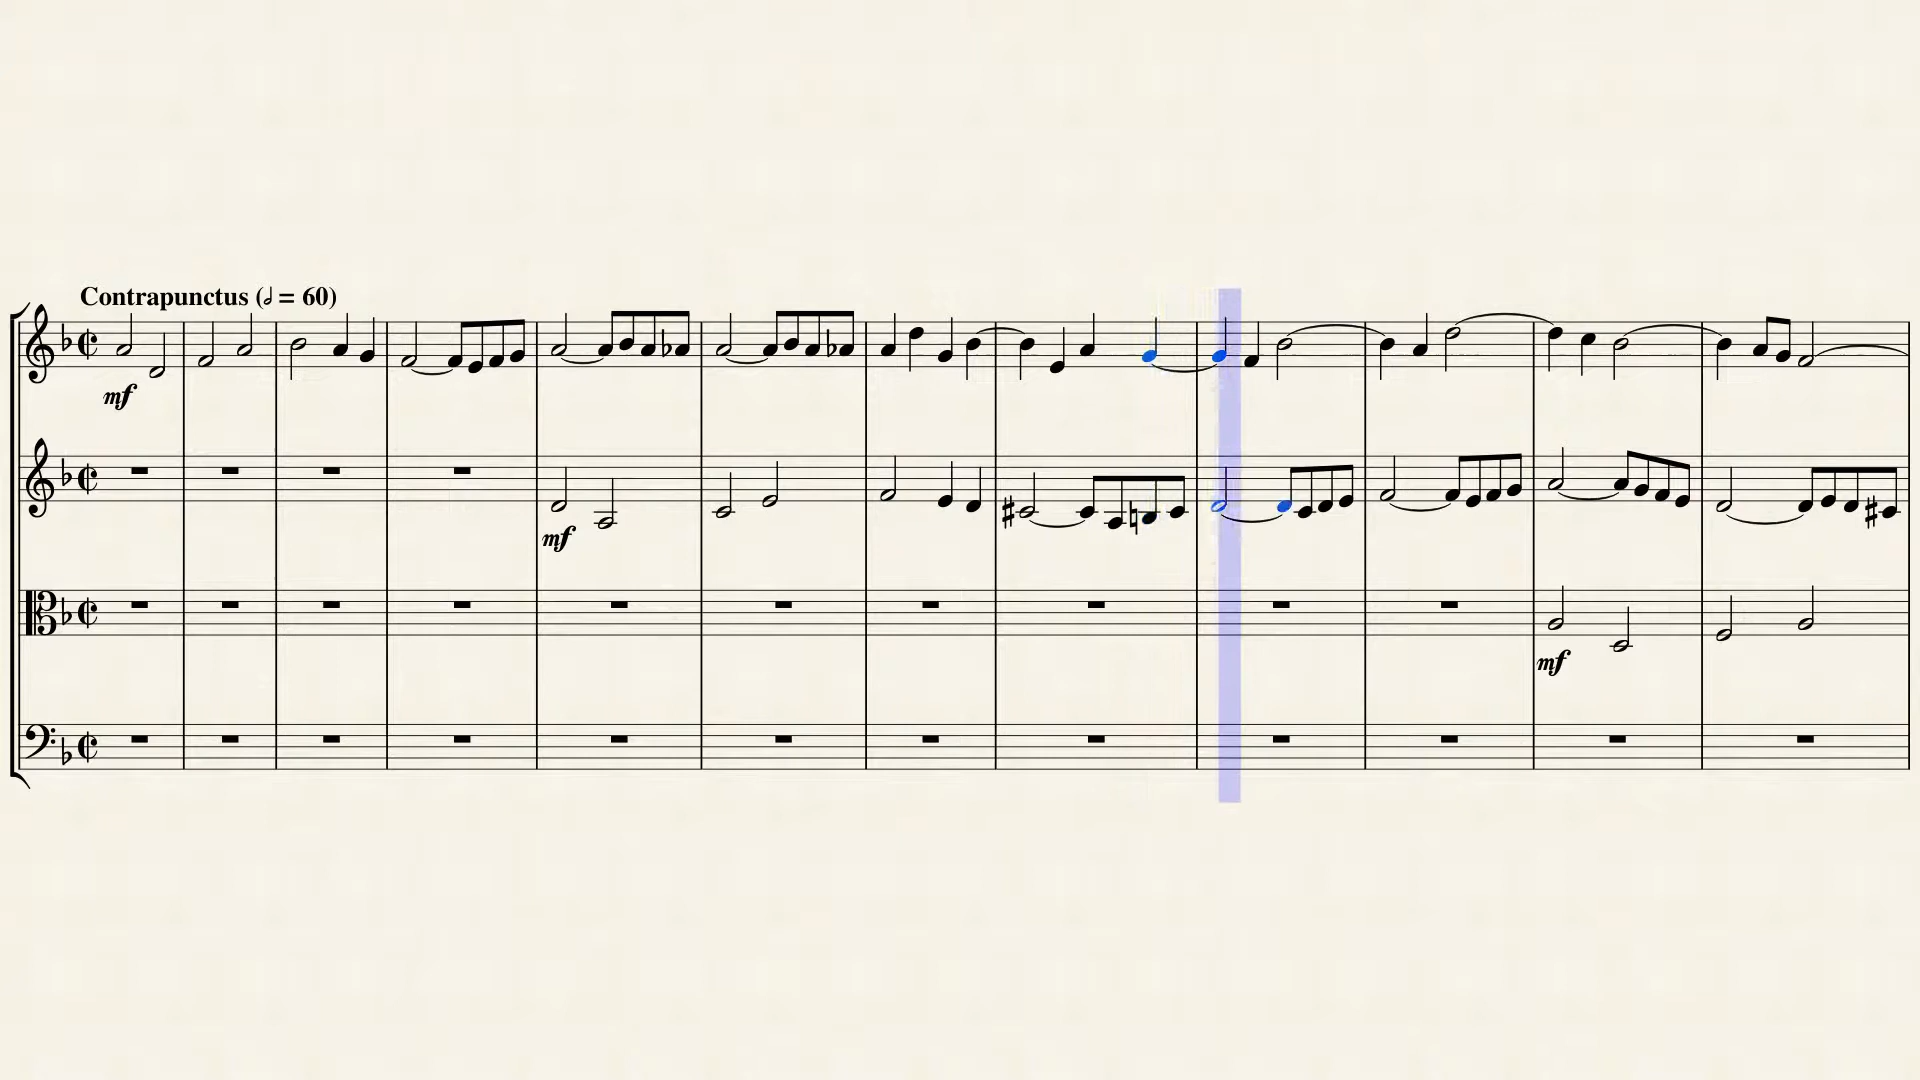 Contrapunctus (𝅗𝅥 = 60)
mf
mf
mf